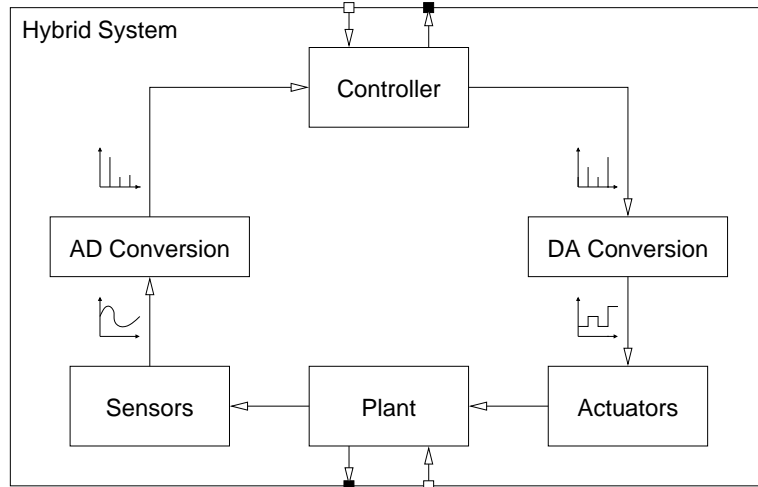 Hybrid System
Controller
AD Conversion
DA Conversion
Sensors
Plant
Actuators